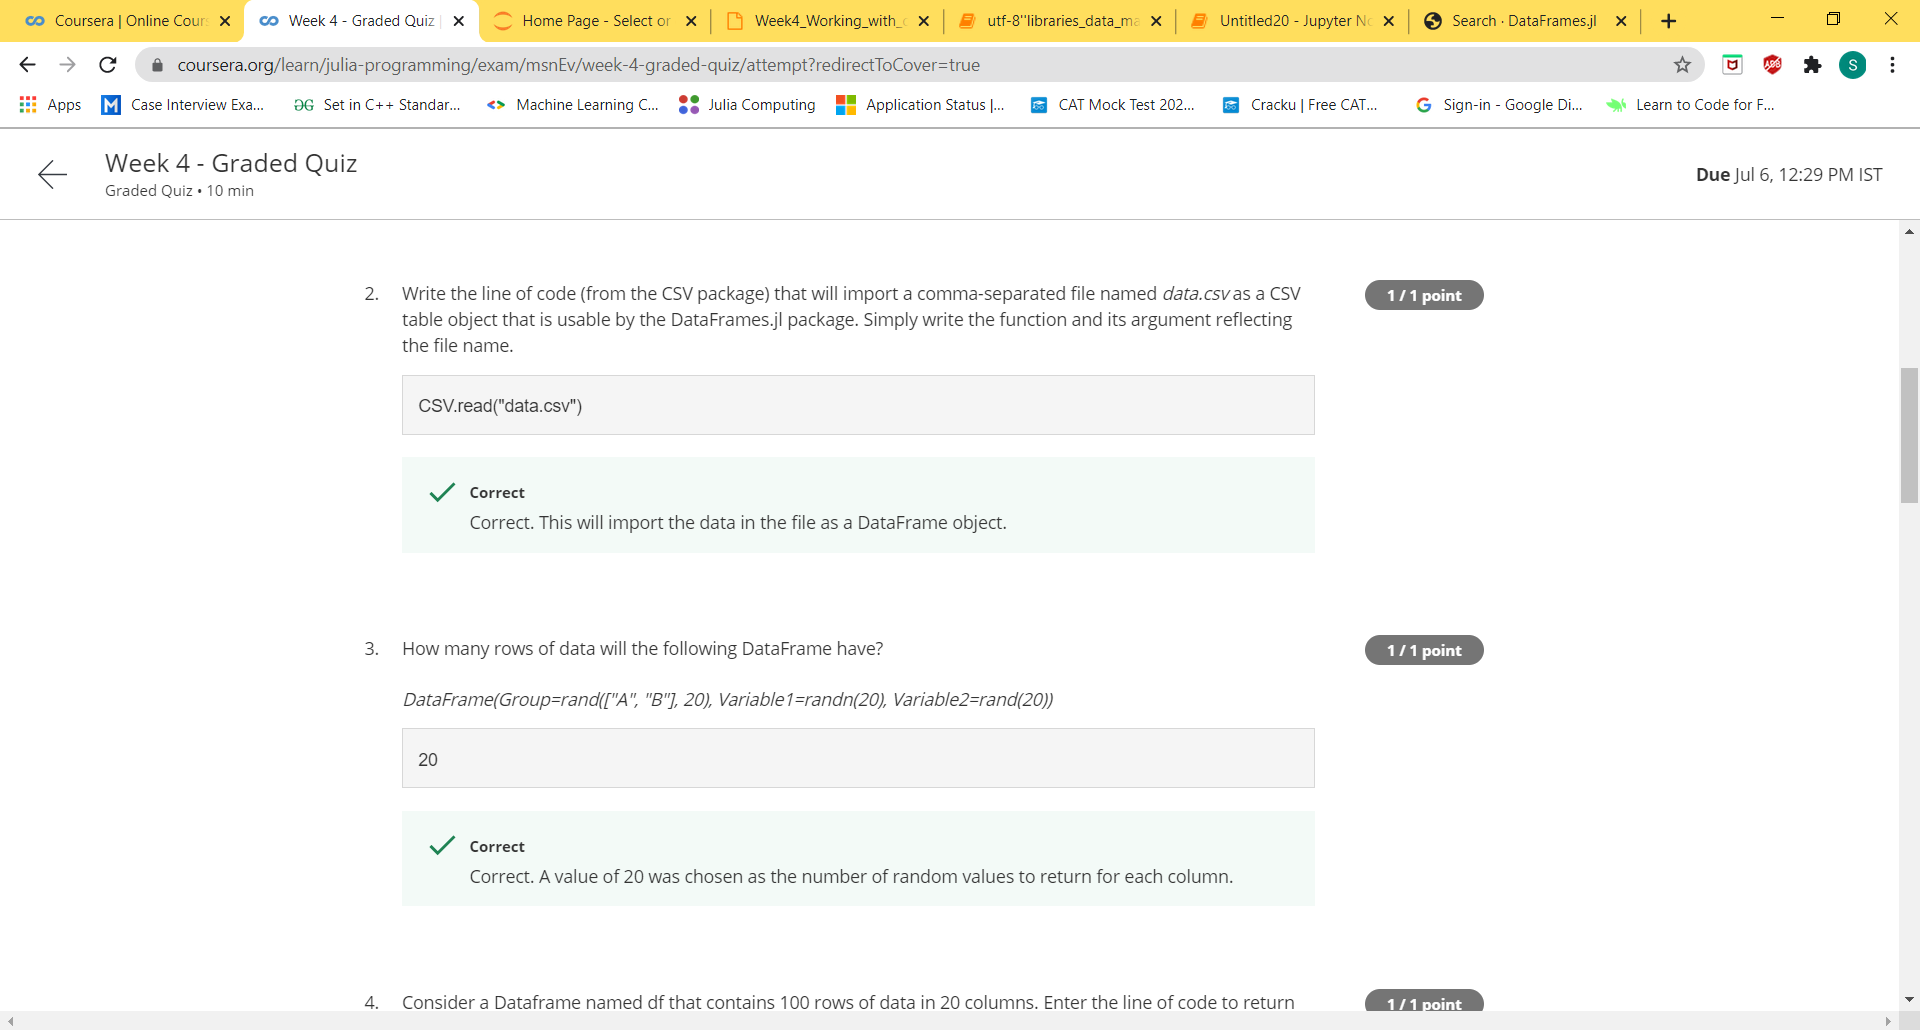 Coursera | Online Cours
Week 4 - Graded Quiz
Home Page - Select or
Week4_Working_with_
utf-8''libraries_data_ma
Untitled20 - Jupyter No
Search · DataFrames.jl
coursera.org/learn/julia-programming/exam/msnEv/week-4-graded-quiz/attempt?redirectToCover=true
S
Apps
M Case Interview Exa...
Set in C++ Standar...
Machine Learning C...
Julia Computing
Application Status |...
CAT Mock Test 202...
Cracku | Free CAT...
G Sign-in - Google Di...
Learn to Code for F...
Week 4 - Graded Quiz
Graded Quiz • 10 min
Due Jul 6, 12:29 PM IST
2. Write the line of code (from the CSV package) that will import a comma-separated file named data.csv as a CSV
table object that is usable by the DataFrames.jl package. Simply write the function and its argument reflecting
the file name.
1 / 1 point
CSV.read("data.csv")
Correct
Correct. This will import the data in the file as a DataFrame object.
3. How many rows of data will the following DataFrame have?
1 / 1 point
DataFrame(Group=rand(["A", "B"], 20), Variable1=randn(20), Variable2=rand(20))
20
Correct
Correct. A value of 20 was chosen as the number of random values to return for each column.
4. Consider a Dataframe named df that contains 100 rows of data in 20 columns. Enter the line of code to return
1 / 1 point